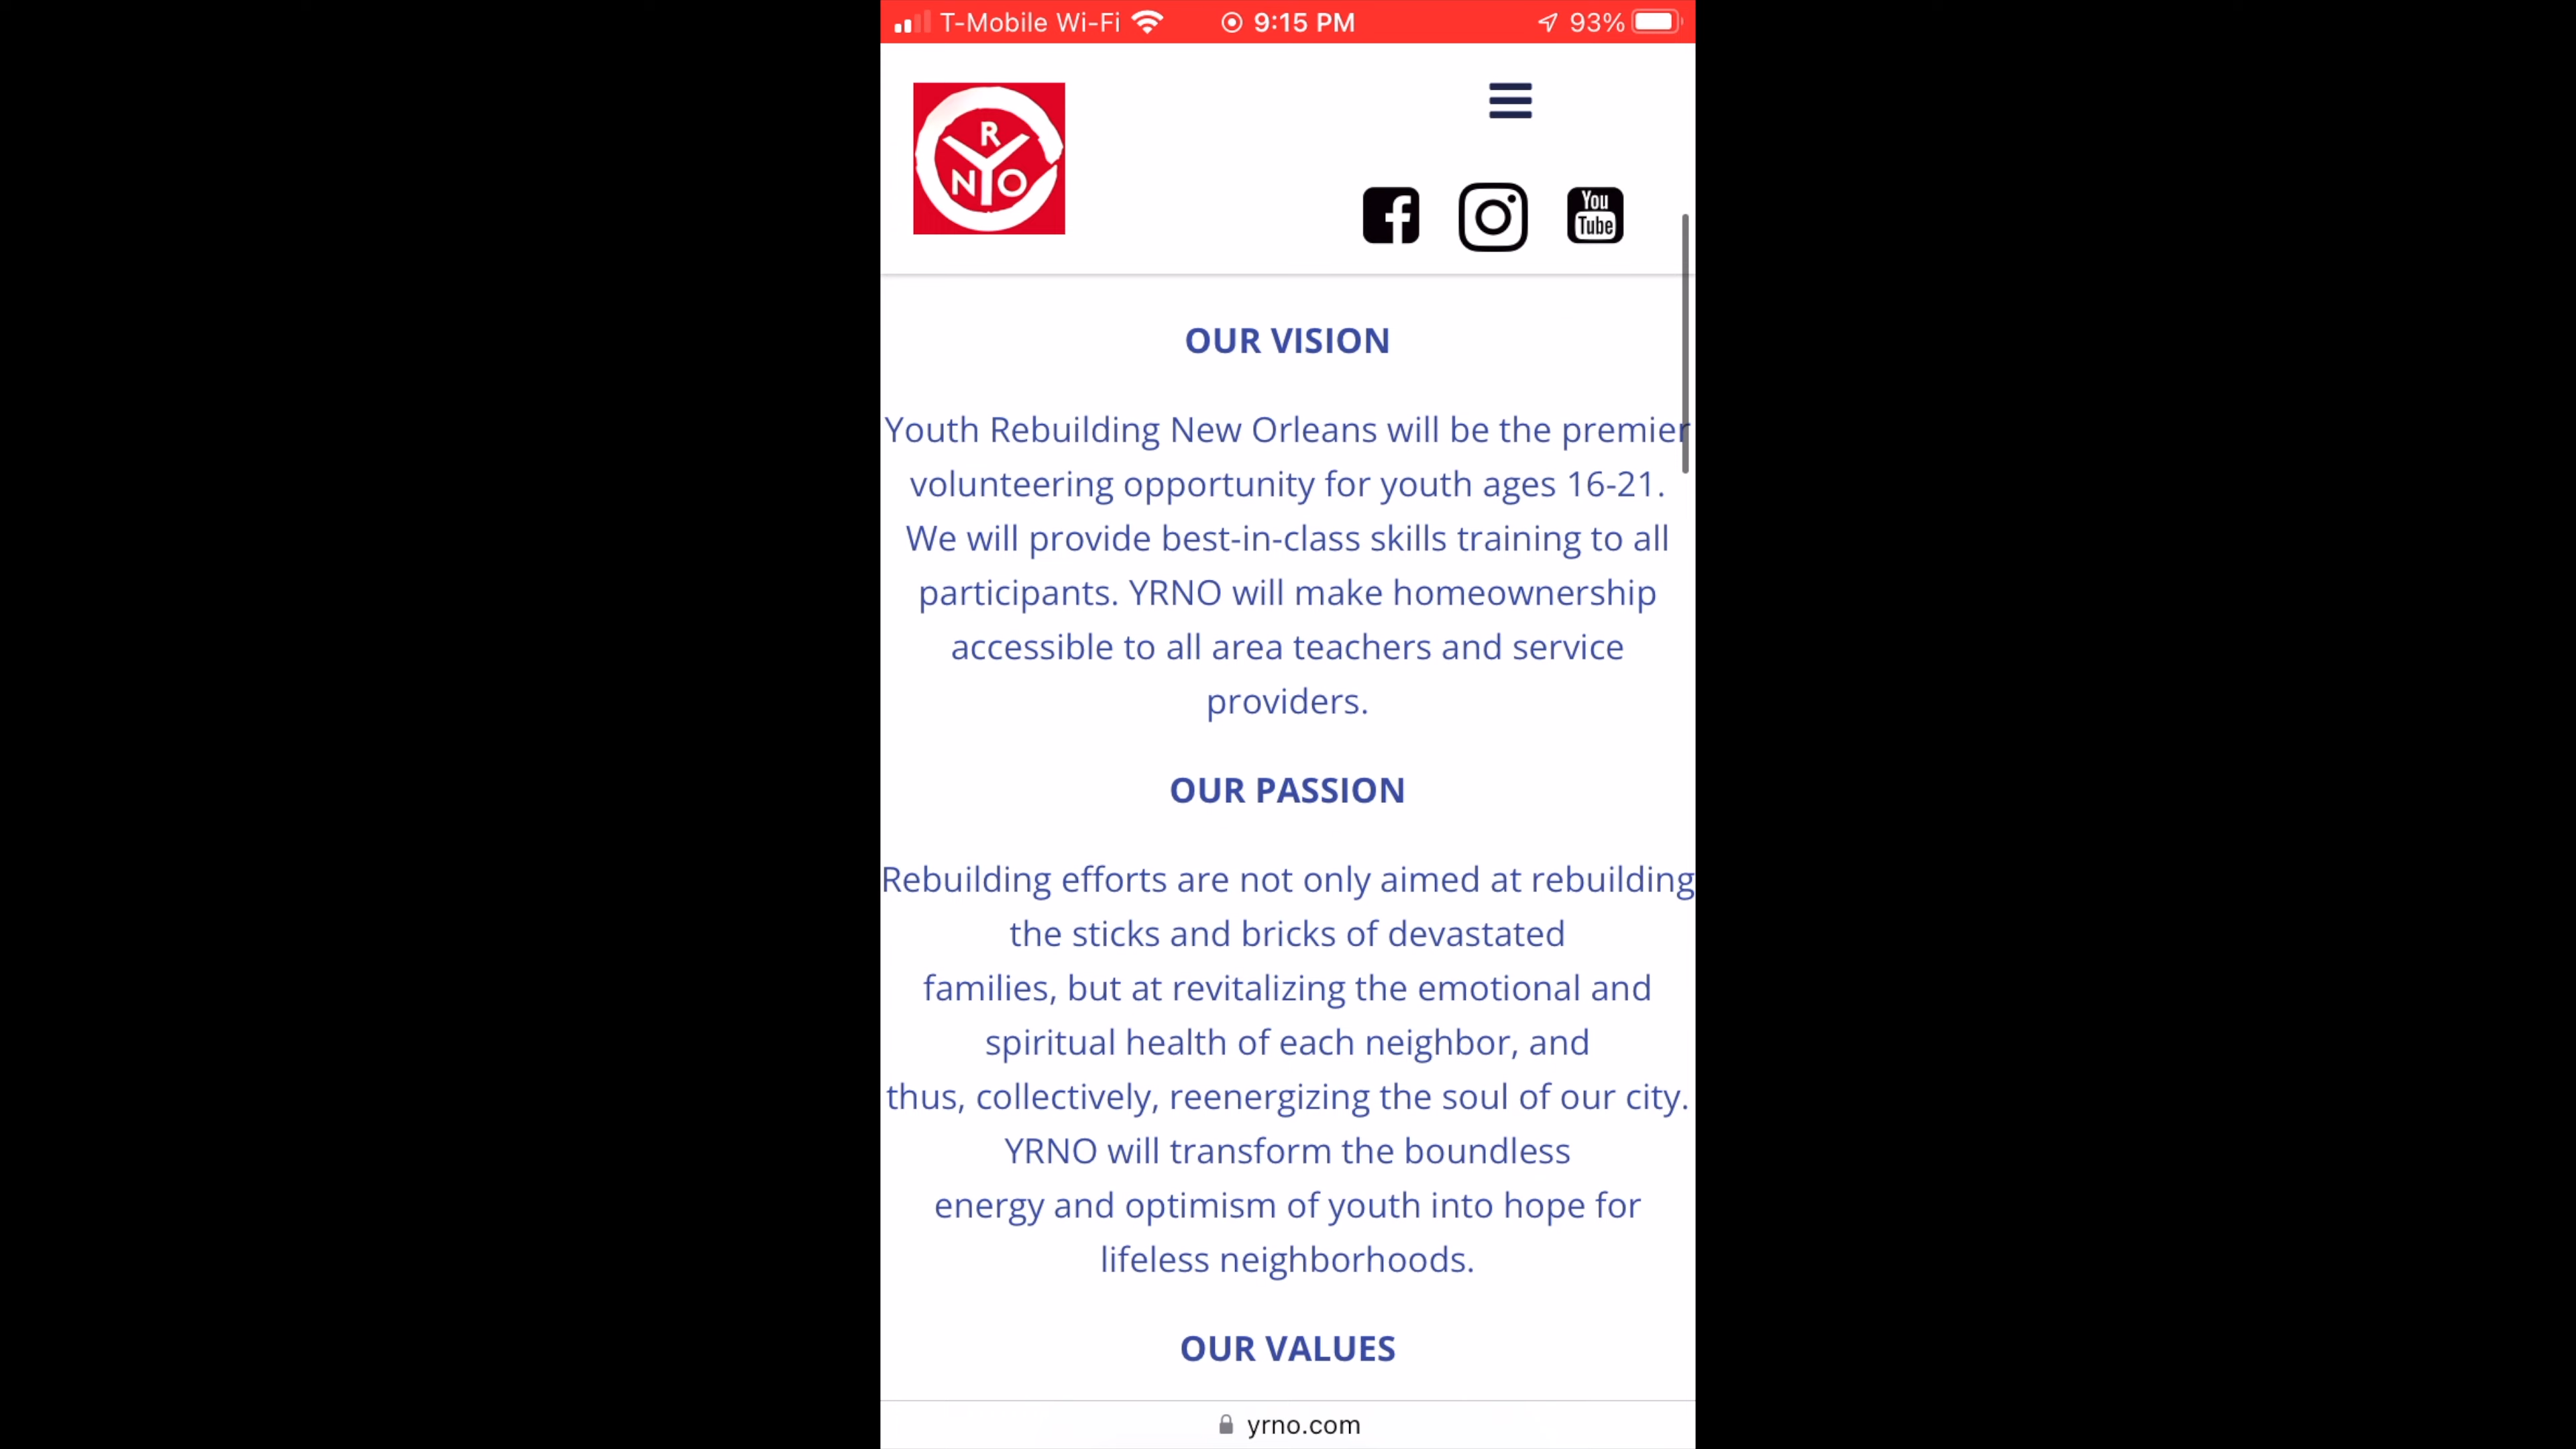 T-Mobile Wi-Fi 9:15 PM 93%
R
Y
N O
You
Tube
OUR VISION
Youth Rebuilding New Orleans will be the premier
volunteering opportunity for youth ages 16-21.
We will provide best-in-class skills training to all
participants. YRNO will make homeownership
accessible to all area teachers and service
providers.
OUR PASSION
Rebuilding efforts are not only aimed at rebuilding
the sticks and bricks of devastated
families, but at revitalizing the emotional and
spiritual health of each neighbor, and
thus, collectively, reenergizing the soul of our city.
YRNO will transform the boundless
energy and optimism of youth into hope for
lifeless neighborhoods.
OUR VALUES
yrno.com